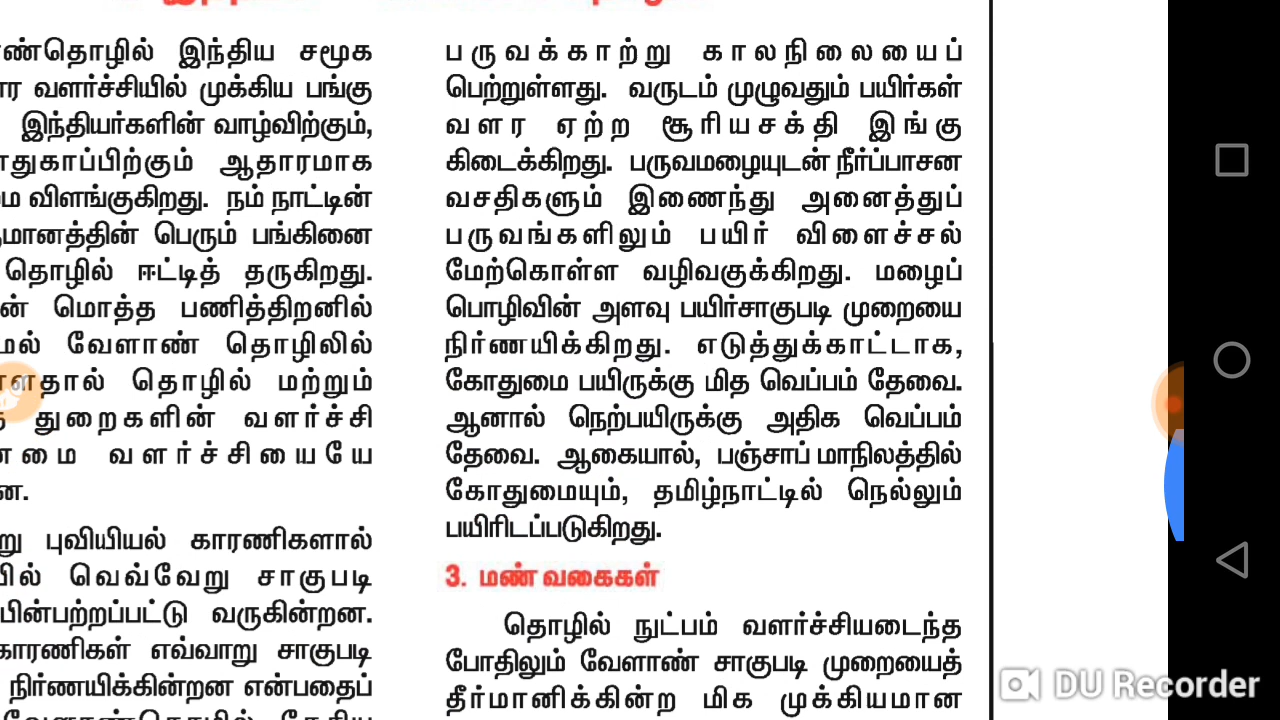 இந்திய சமூக
வளர்ச்சியில் முக்கிய பங்கு
இந்தியர்களின் வாழ்விற்கும்,
ஆதாரமாக
விளங்குகிறது. நம் நாட்டின்
பெரும் பங்கினை
தொழில் ஈட்டித் தருகிறது.
மொத்த பணித்திறனில்
வேளாண் தொழிலில்
தொழில் மற்றும்
துறைகளின் வளர்ச்சி
வளர்ச்சியையே
புவியியல் காரணிகளால்
வெவ்வேறு சாகுபடி
பின்பற்றப்பட்டு வருகின்றன.
காரணிகள் எவ்வாறு சாகுபடி
நிர்ணயிக்கின்றன என்பதைப்
பருவக்காற்று காலநிலையைப்
பெற்றுள்ளது. வருடம் முழுவதும் பயிர்கள்
வளர ஏற்ற சூரியசக்தி இங்கு
கிடைக்கிறது. பருவமழையுடன் நீர்ப்பாசன
வசதிகளும் இணைந்து அனைத்துப்
பருவங்களிலும் பயிர் விளைச்சல்
மேற்கொள்ள வழிவகுக்கிறது. மழைப்
பொழிவின் அளவு பயிர்சாகுபடி முறையை
நிர்ணயிக்கிறது. எடுத்துக்காட்டாக,
கோதுமை பயிருக்கு மித வெப்பம் தேவை.
ஆனால் நெற்பயிருக்கு அதிக வெப்பம்
தேவை. ஆகையால், பஞ்சாப் மாநிலத்தில்
கோதுமையும், தமிழ்நாட்டில் நெல்லும்
பயிரிடப்படுகிறது.
3. மண் வகைகள்
தொழில் நுட்பம் வளர்ச்சியடைந்த
போதிலும் வேளாண் சாகுபடி முறையைத்
தீர்மானிக்கின்ற மிக முக்கியமான
DU Recorder